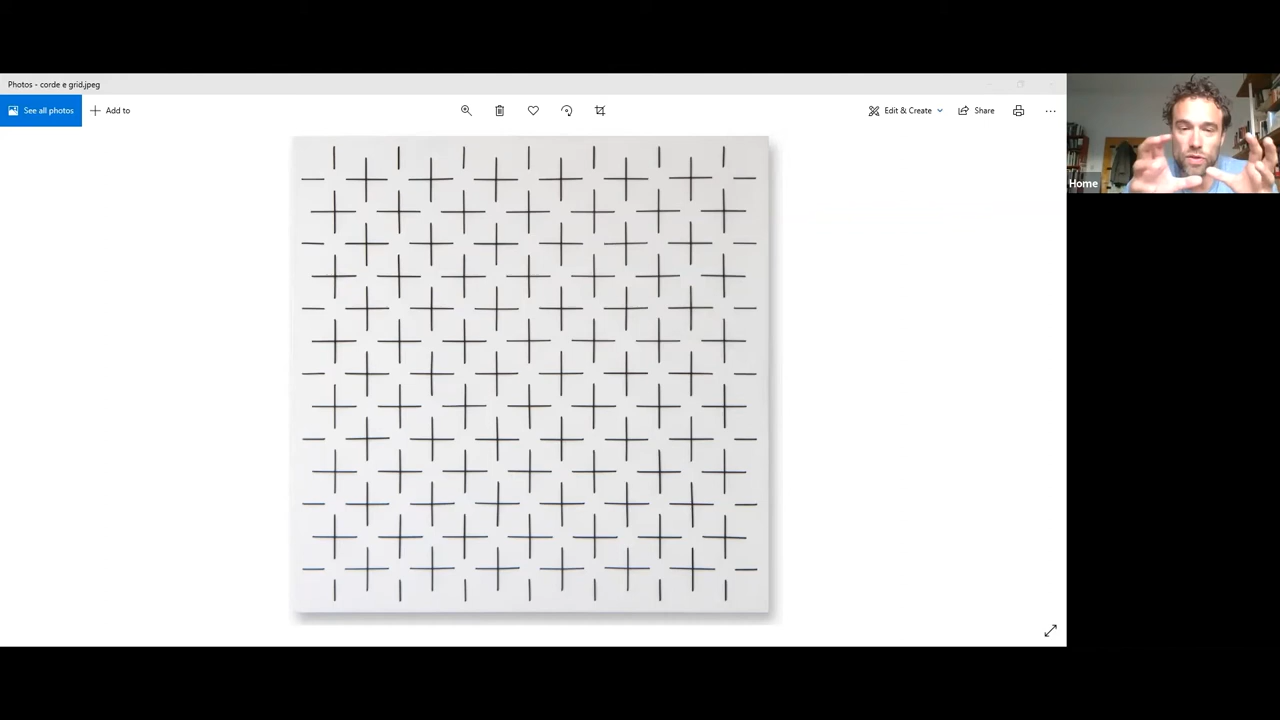 Photos - corde e grid.jpeg
See all photos
Add to
Edit & Create
Share
Home